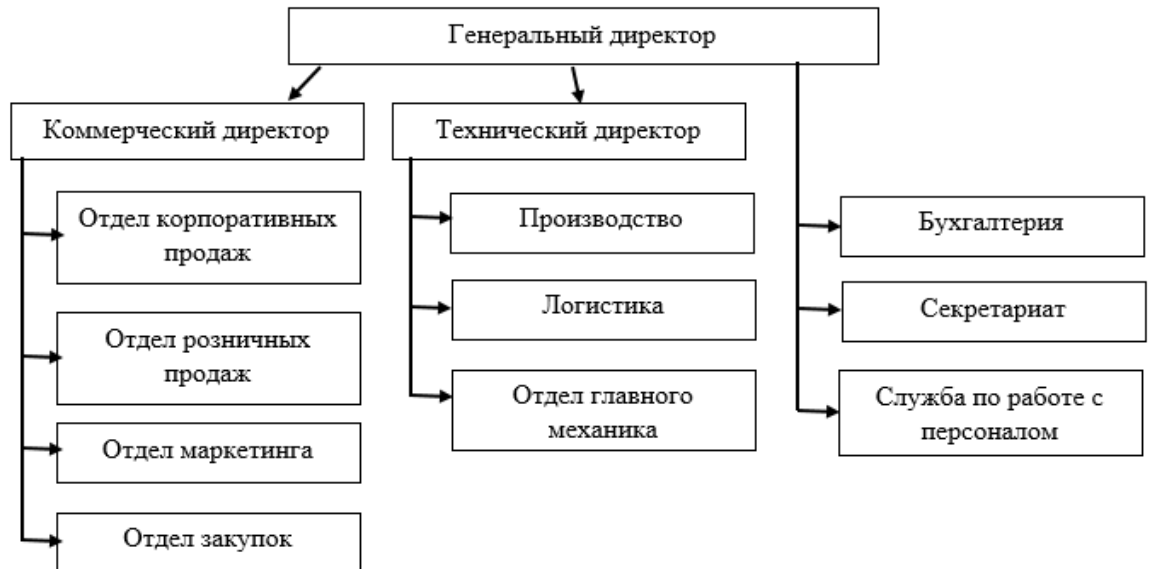 Генеральный директор
Коммерческий директор
Технический директор
Отдел корпоративных
продаж
Отдел розничных
продаж
Отдел маркетинга
Отдел закупок
Производство
Логистика
Отдел главного
механика
Бухгалтерия
Секретариат
Служба по работе с
персоналом